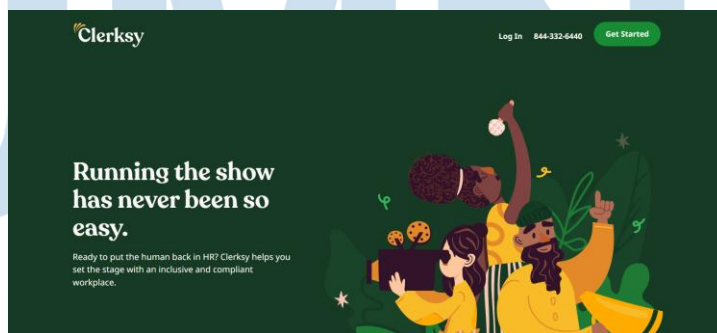 Clerksy
Log In 844-332-6440 Get Started
Running the show
has never been so
easy.
Ready to put the human back in HR? Clerksy helps you
set the stage with an inclusive and compliant
workplace.